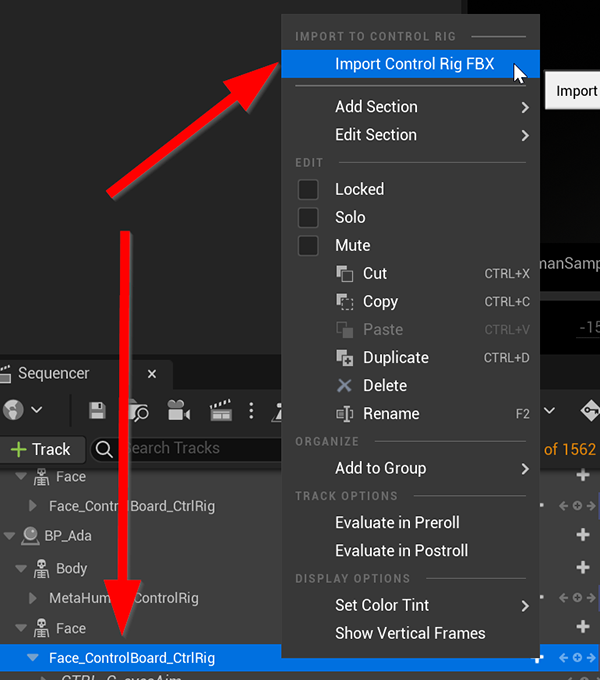 IMPORT TO CONTROL RIG
Import Control Rig FBX
Import
Add Section
Edit Section
EDIT
Locked
Solo
Mute
manSamp
Cut CTRL+X
Copy CTRL+C
Paste CTRL+V
-15
Duplicate CTRL+D
Delete
Rename F2
ORGANIZE
Add to Group
TRACK OPTIONS
Evaluate in Preroll
Evaluate in Postroll
DISPLAY OPTIONS
Set Color Tint
Show Vertical Frames
Sequencer
+ Track
Search Tracks
of 1562
Face
Face_ControlBoard_CtrlRig
BP_Ada
Body
MetaHuman_ControlRig
Face
Face_ControlBoard_CtrlRig
CTRL_C_eyesAim